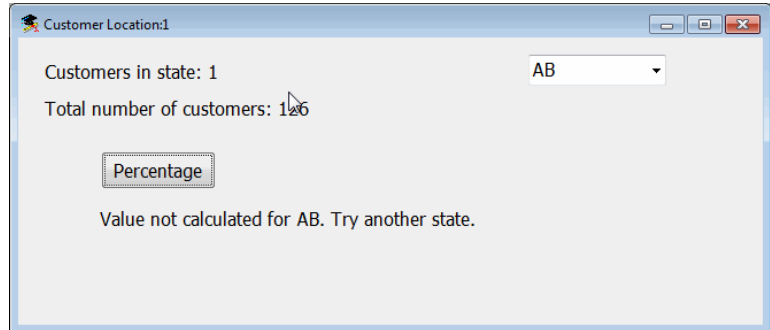 Customer Location:1
Customers in state: 1
AB
Total number of customers: 126
Percentage
Value not calculated for AB. Try another state.